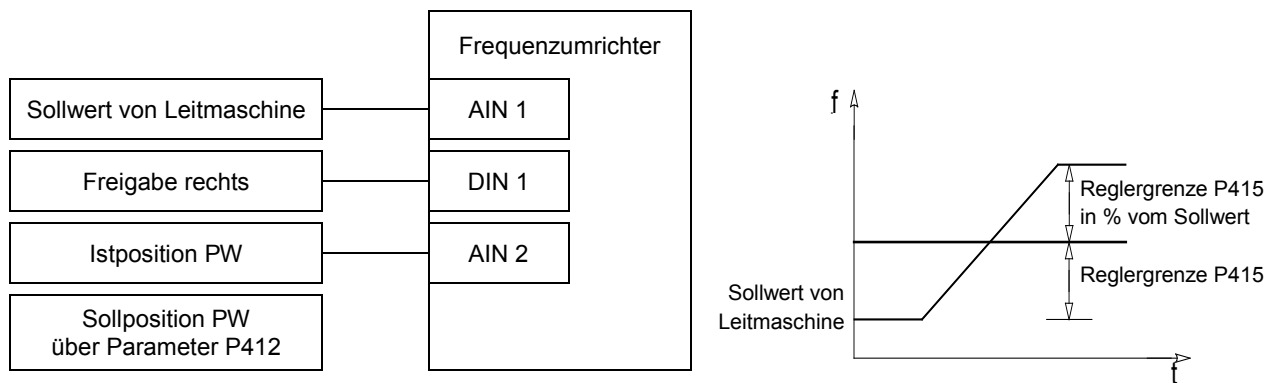 Frequenzumrichter
Sollwert von Leitmaschine
AIN 1
Freigabe rechts
DIN 1
Istposition PW
AIN 2
Sollposition PW
über Parameter P412
f
Reglergrenze P415
in % vom Sollwert
Reglergrenze P415
Sollwert von
Leitmaschine
t